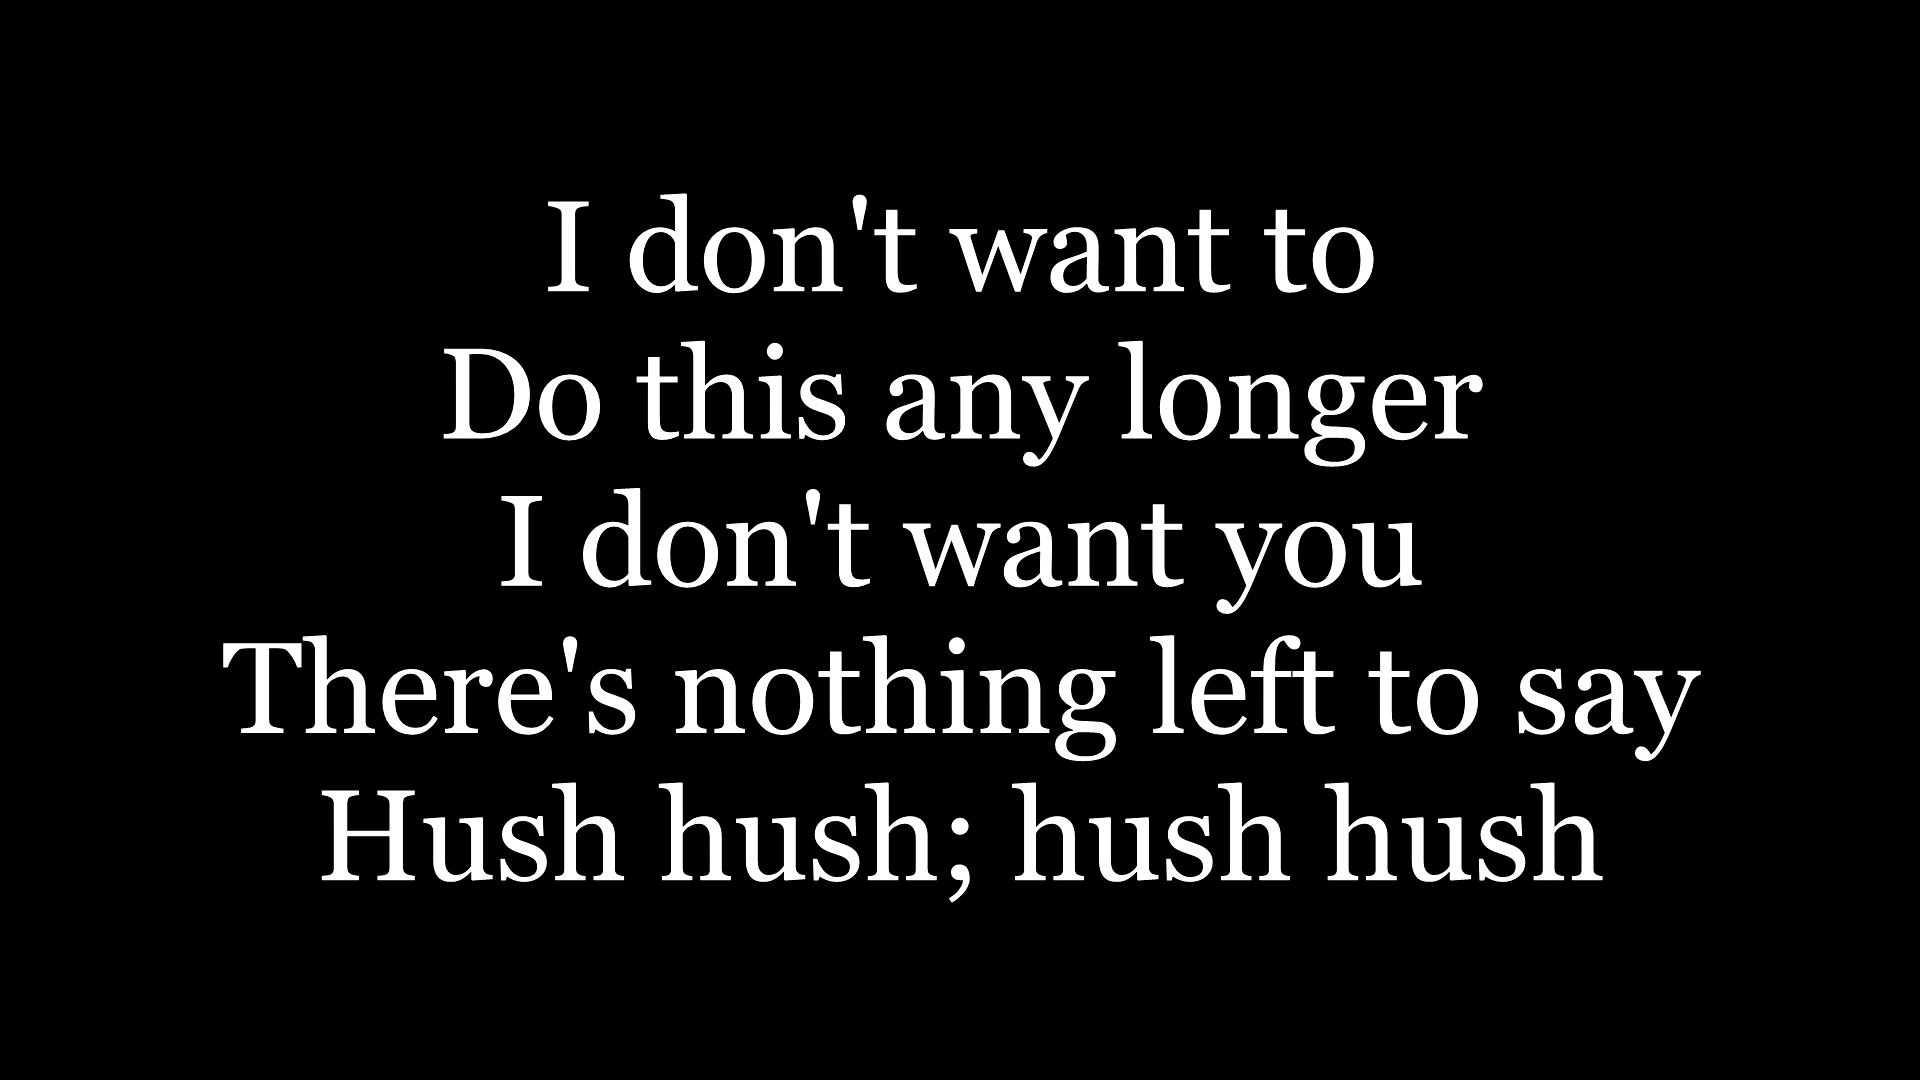 I don't want to
Do this any longer
I don't want you
There's nothing left to say
Hush hush; hush hush